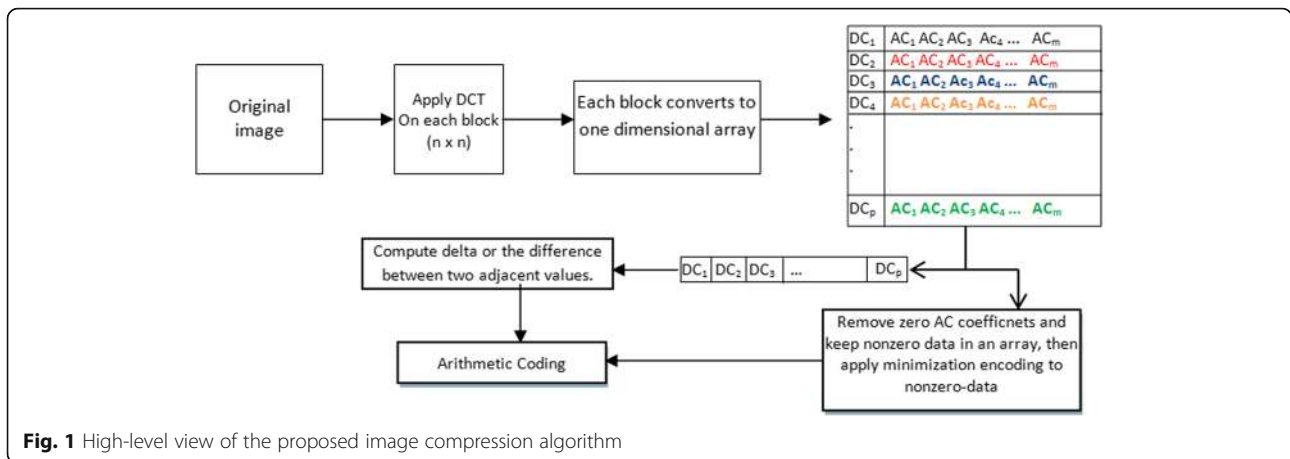 Original
image
Apply DCT
On each block
(n x n)
Each block converts to
one dimensional array
DC₁ AC₁ AC₂ AC₃ Ac₄ ... ACₘ
DC₂ AC₁ AC₂ AC₃ AC₄ ... ACₘ
DC₃ AC₁ AC₂ Ac₃ Ac₄ ... ACₘ
DC₄ AC₁ AC₂ Ac₃ Ac₄ ... ACₘ
.
.
.
.
DCₚ AC₁ AC₂ AC₃ AC₄ ... ACₘ
Compute delta or the difference
between two adjacent values.
DC₁ DC₂ DC₃ ... DCₚ
Remove zero AC coefficnets and
keep nonzero data in an array, then
apply minimization encoding to
nonzero-data
Arithmetic Coding
Fig. 1 High-level view of the proposed image compression algorithm